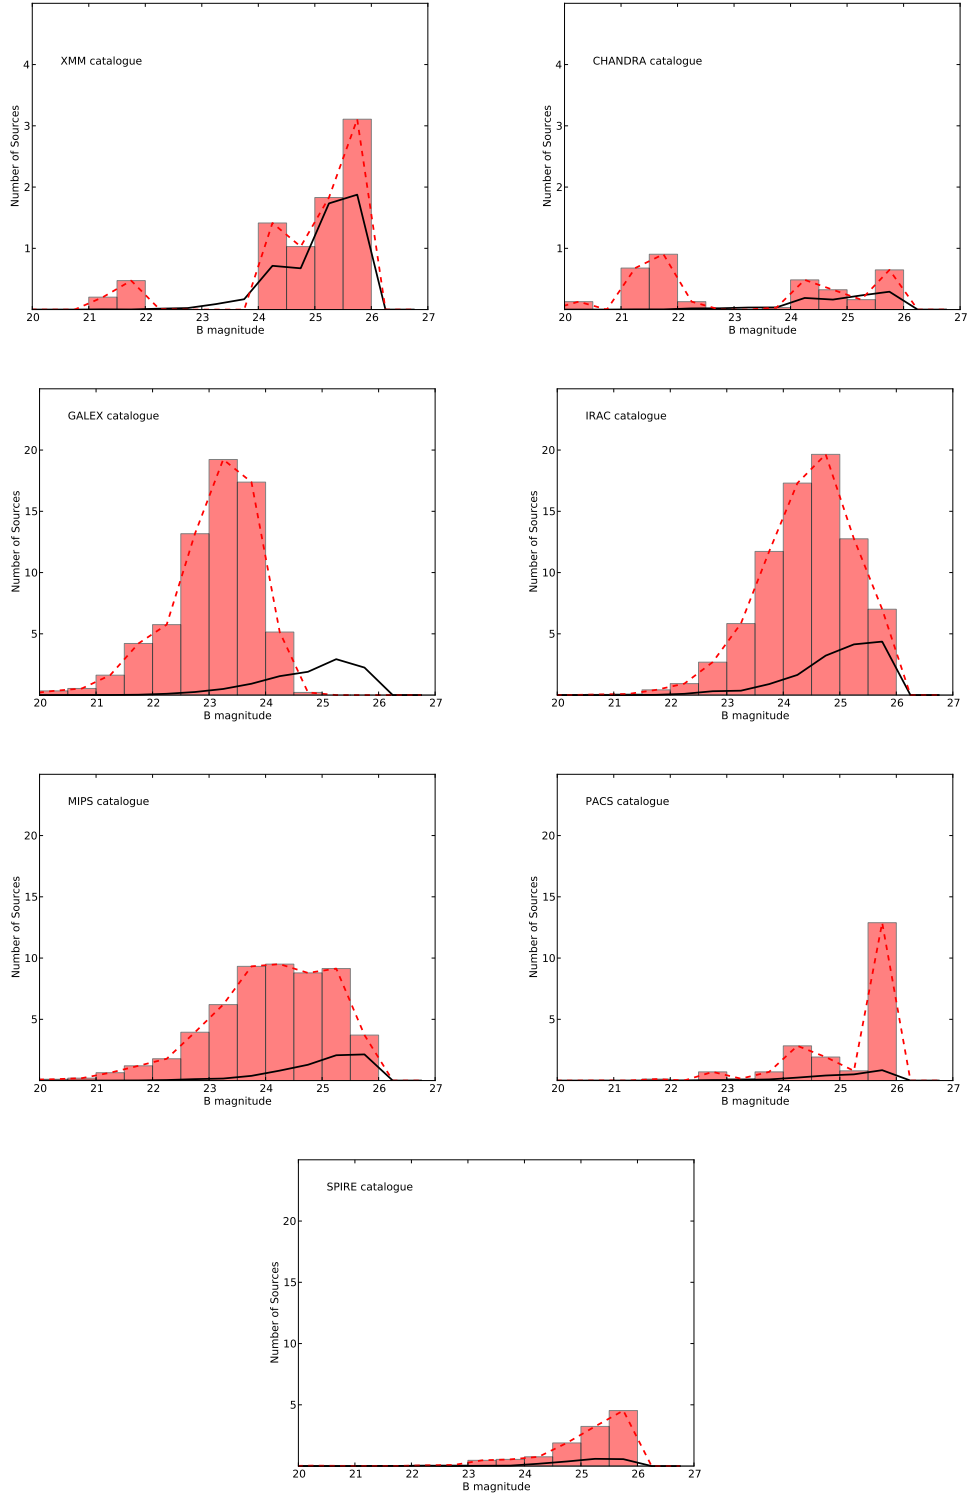 XMM catalogue
Number of Sources
4
3
2
1
20 21 22 23 24 25 26 27
B magnitude
CHANDRA catalogue
Number of Sources
4
3
2
1
20 21 22 23 24 25 26 27
B magnitude
GALEX catalogue
Number of Sources
20
15
10
5
20 21 22 23 24 25 26 27
B magnitude
IRAC catalogue
Number of Sources
20
15
10
5
20 21 22 23 24 25 26 27
B magnitude
MIPS catalogue
Number of Sources
20
15
10
5
20 21 22 23 24 25 26 27
B magnitude
PACS catalogue
Number of Sources
20
15
10
5
20 21 22 23 24 25 26 27
B magnitude
SPIRE catalogue
Number of Sources
20
15
10
5
20 21 22 23 24 25 26 27
B magnitude